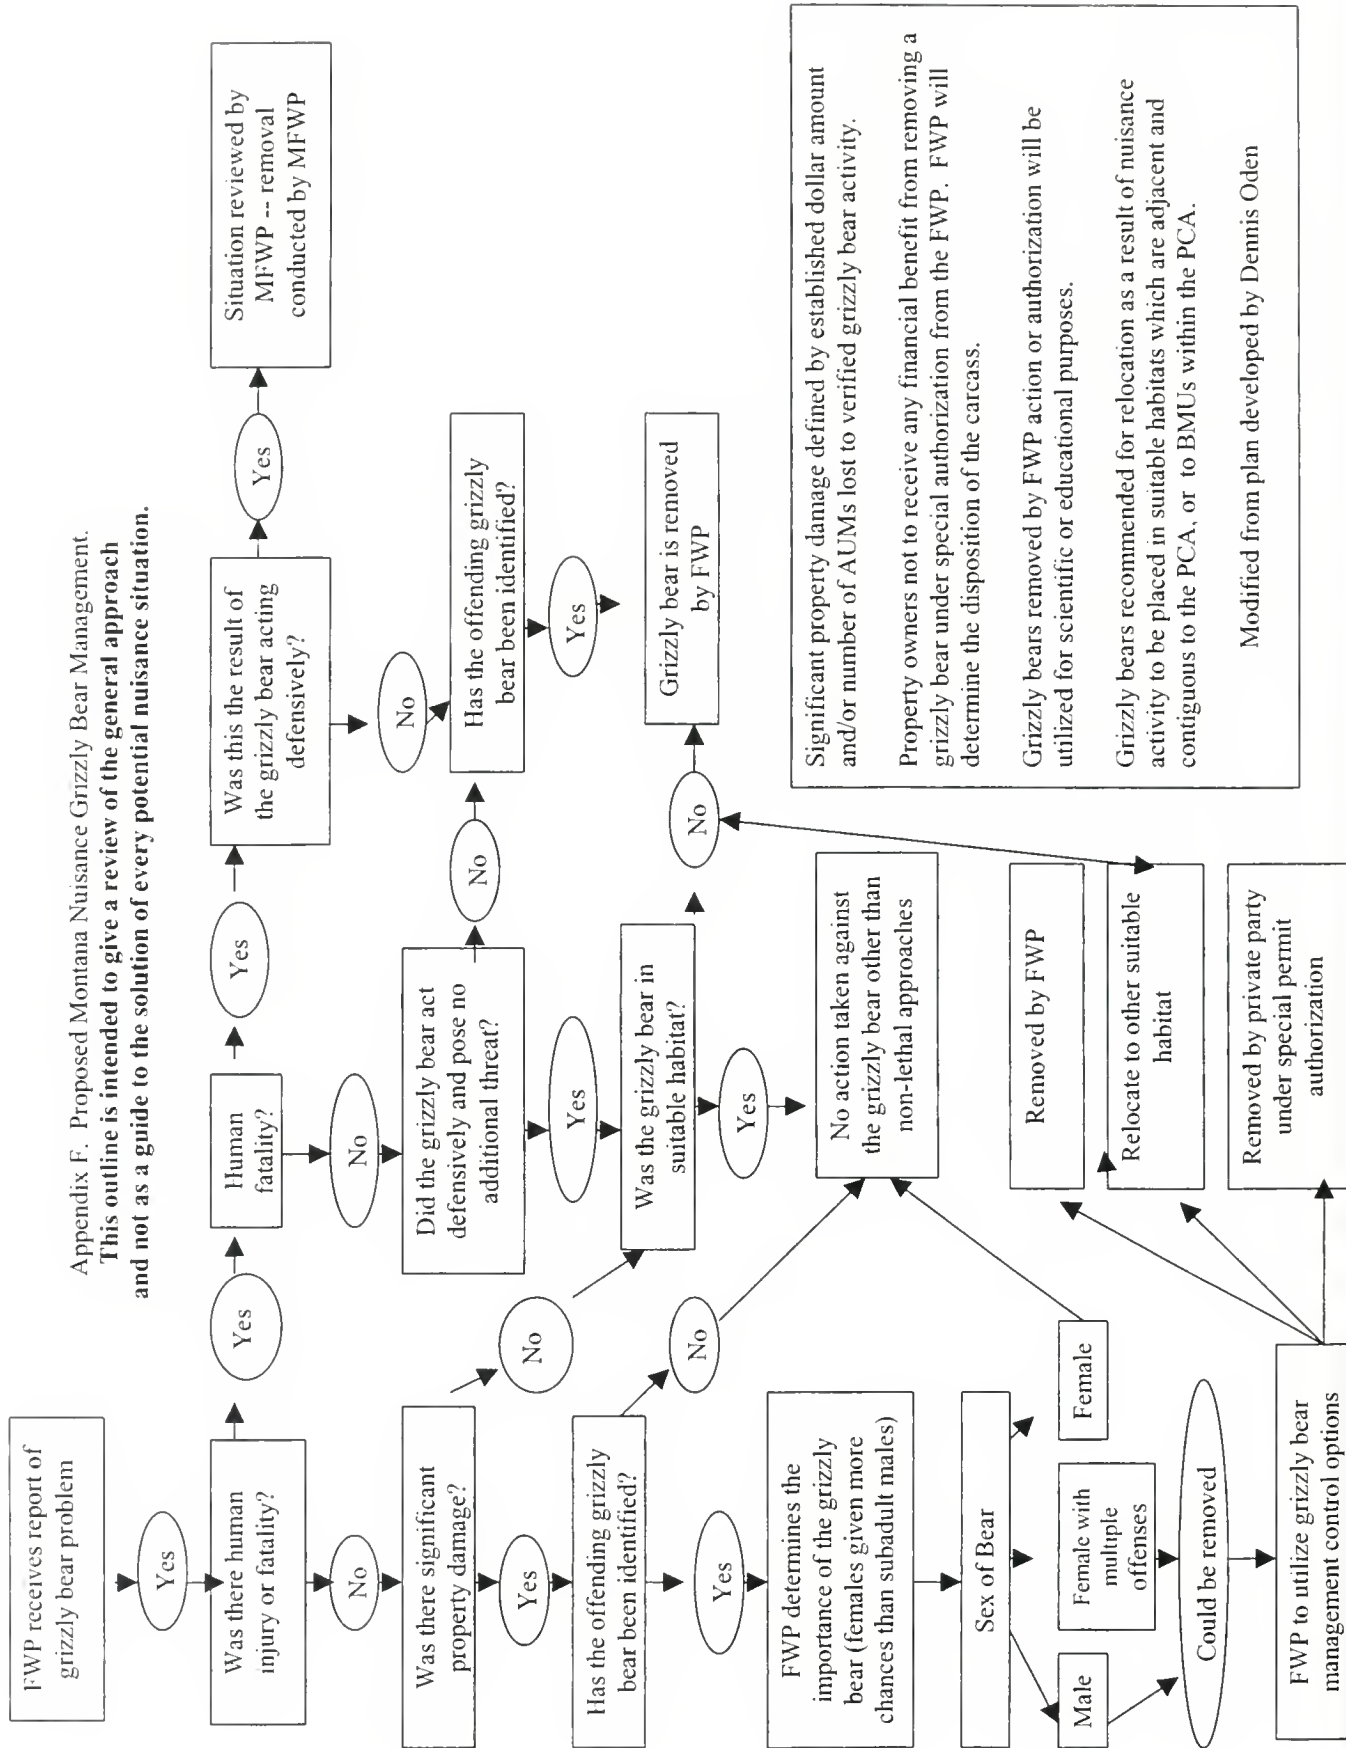 Appendix F. Proposed Montana Nuisance Grizzly Bear Management.
This outline is intended to give a review of the general approach
and not as a guide to the solution of every potential nuisance situation.
FWP receives report of
grizzly bear problem
Yes
Was there human
injury or fatality?
Yes
Human
fatality?
Yes
Was this the result of
the grizzly bear acting
defensively?
Yes
Situation reviewed by
MFWP -- removal
conducted by MFWP
No
No
No
Was there significant
property damage?
Did the grizzly bear act
defensively and pose no
additional threat?
No
Has the offending grizzly
bear been identified?
Yes
No
Yes
Yes
Has the offending grizzly
bear been identified?
Was the grizzly bear in
suitable habitat?
No
Grizzly bear is removed
by FWP
Yes
No
Yes
FWP determines the
importance of the grizzly
bear (females given more
chances than subadult males)
No action taken against
the grizzly bear other than
non-lethal approaches
Sex of Bear
Male
Female with
multiple
offenses
Female
Could be removed
FWP to utilize grizzly bear
management control options
Removed by FWP
Relocate to other suitable
habitat
Removed by private party
under special permit
authorization
Significant property damage defined by established dollar amount
and/or number of AUMs lost to verified grizzly bear activity.
Property owners not to receive any financial benefit from removing a
grizzly bear under special authorization from the FWP. FWP will
determine the disposition of the carcass.
Grizzly bears removed by FWP action or authorization will be
utilized for scientific or educational purposes.
Grizzly bears recommended for relocation as a result of nuisance
activity to be placed in suitable habitats which are adjacent and
contiguous to the PCA, or to BMUs within the PCA.
Modified from plan developed by Dennis Oden